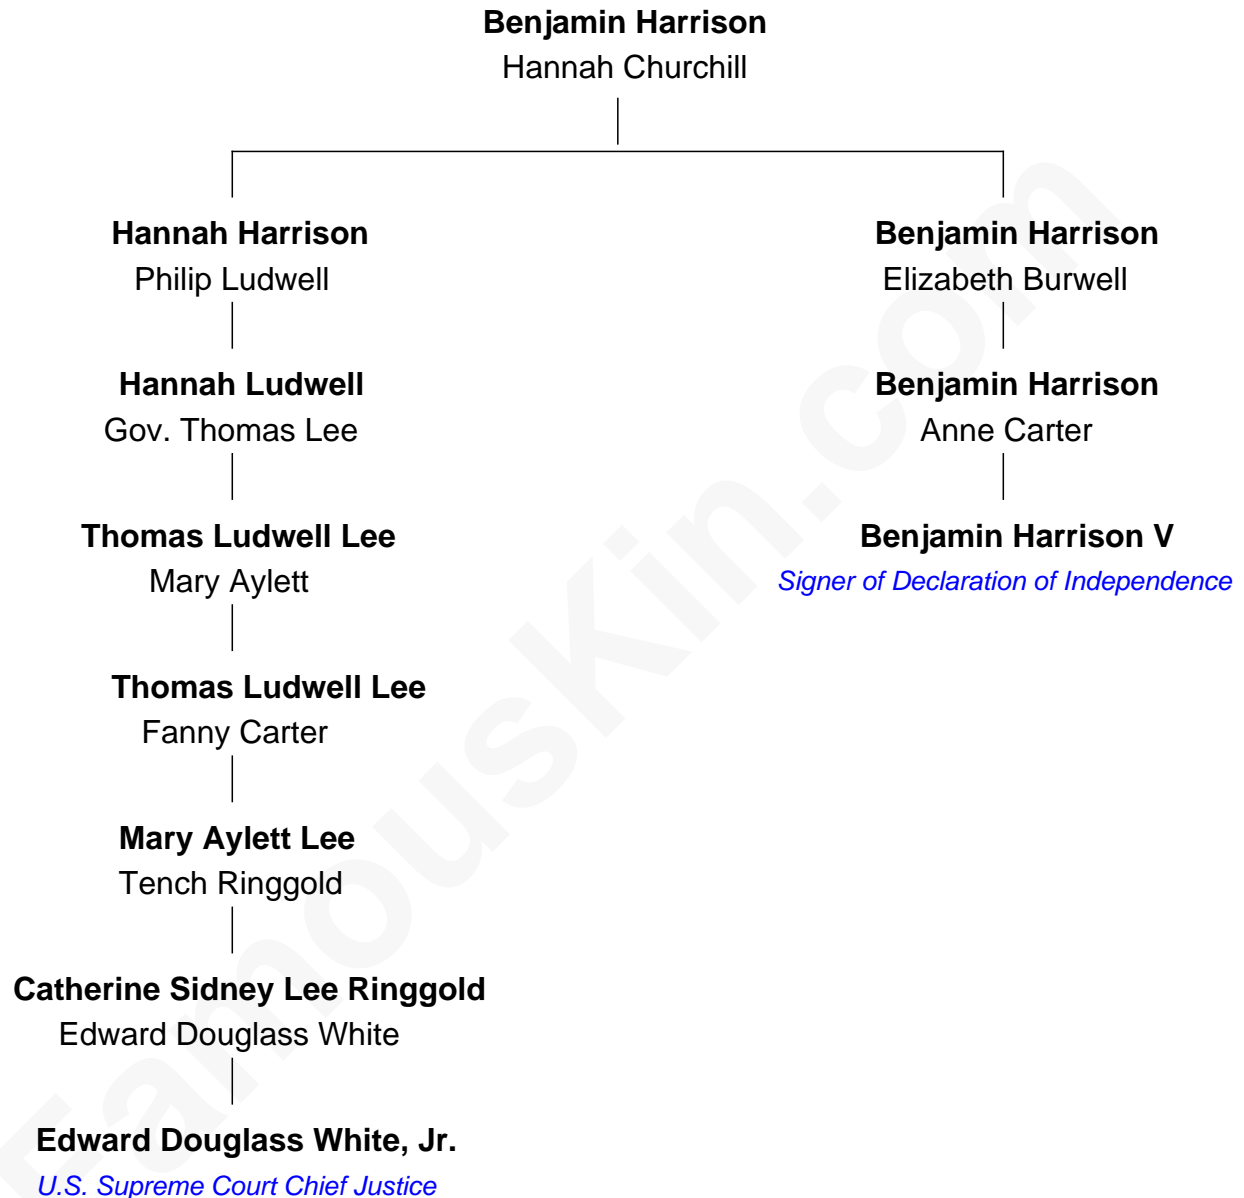 Benjamin Harrison
Hannah Churchill
Hannah Harrison
Philip Ludwell
Benjamin Harrison
Elizabeth Burwell
Hannah Ludwell
Gov. Thomas Lee
Benjamin Harrison
Anne Carter
Thomas Ludwell Lee
Mary Aylett
Benjamin Harrison V
Signer of Declaration of Independence
Thomas Ludwell Lee
Fanny Carter
Mary Aylett Lee
Tench Ringgold
Catherine Sidney Lee Ringgold
Edward Douglass White
Edward Douglass White, Jr.
U.S. Supreme Court Chief Justice
FamousKin.com